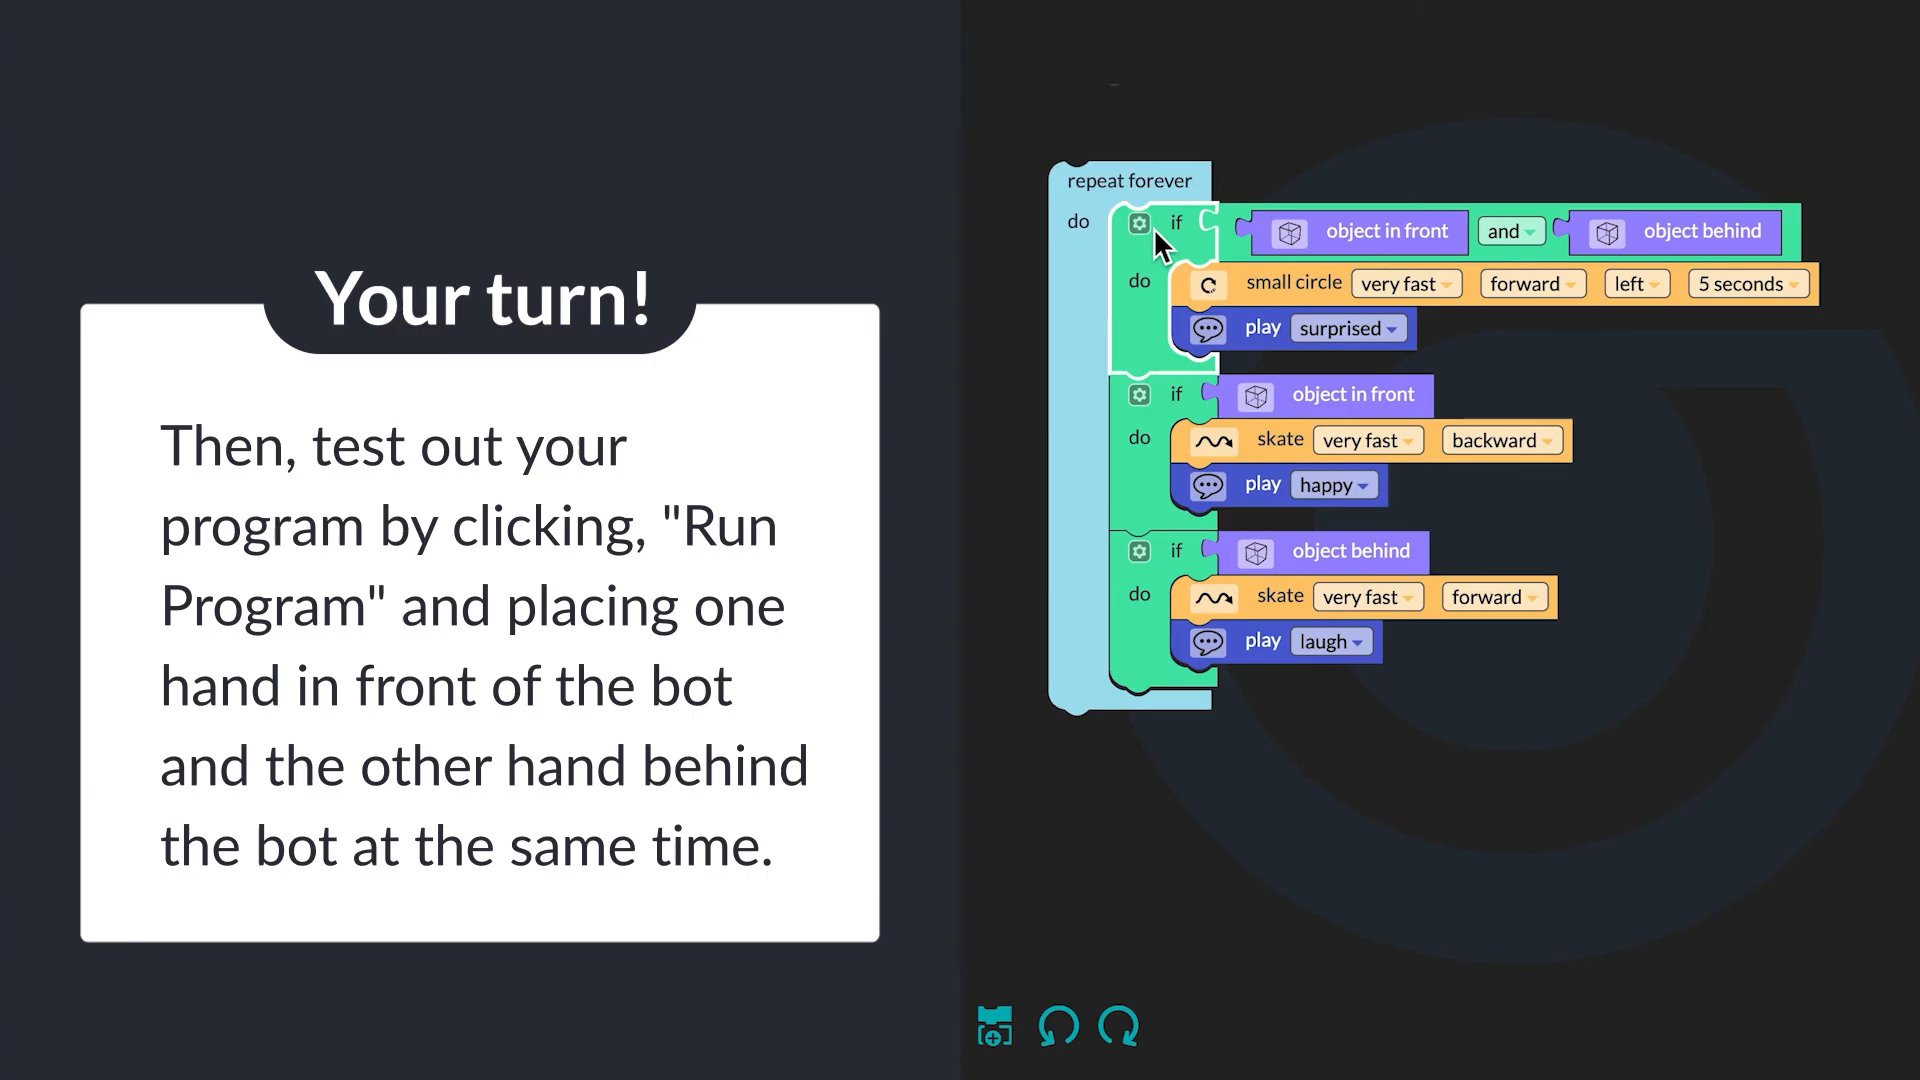 Your turn!
Then, test out your
program by clicking, "Run
Program" and placing one
hand in front of the bot
and the other hand behind
the bot at the same time.
repeat forever
do if object in front and object behind
do small circle very fast forward left 5 seconds
play surprised
if object in front
do skate very fast backward
play happy
if object behind
do skate very fast forward
play laugh